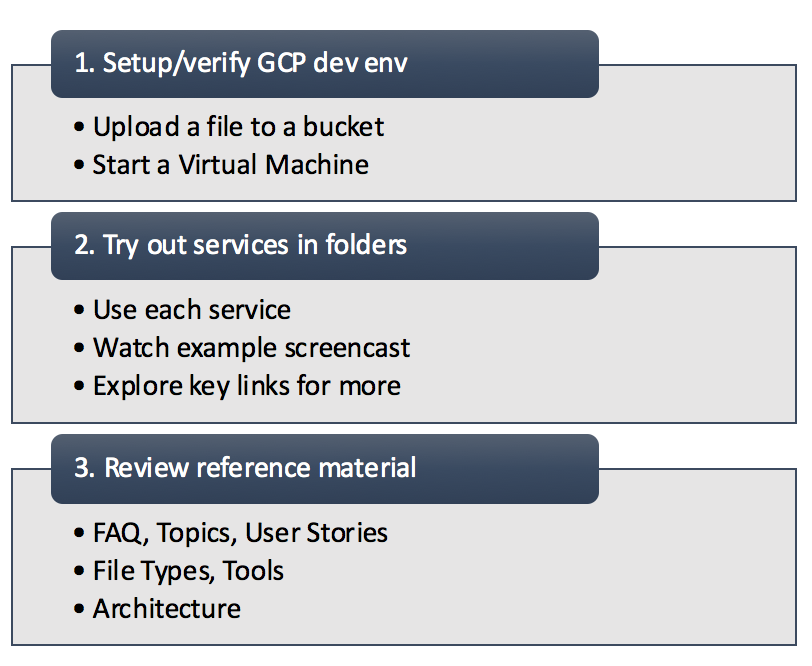 1. Setup/verify GCP dev env
• Upload a file to a bucket
• Start a Virtual Machine
2. Try out services in folders
• Use each service
• Watch example screencast
• Explore key links for more
3. Review reference material
• FAQ, Topics, User Stories
• File Types, Tools
• Architecture